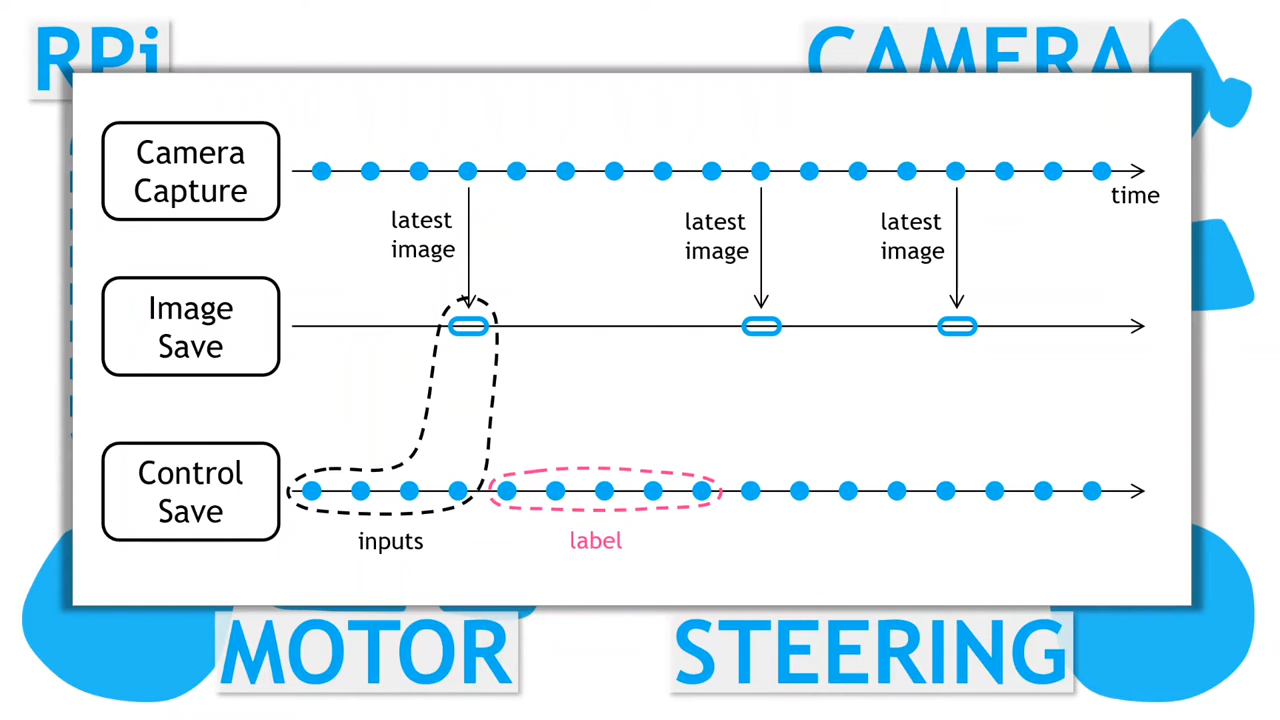 RPi
CAMERA
Camera
Capture
time
latest
image
latest
image
latest
image
Image
Save
Control
Save
inputs
label
MOTOR
STEERING